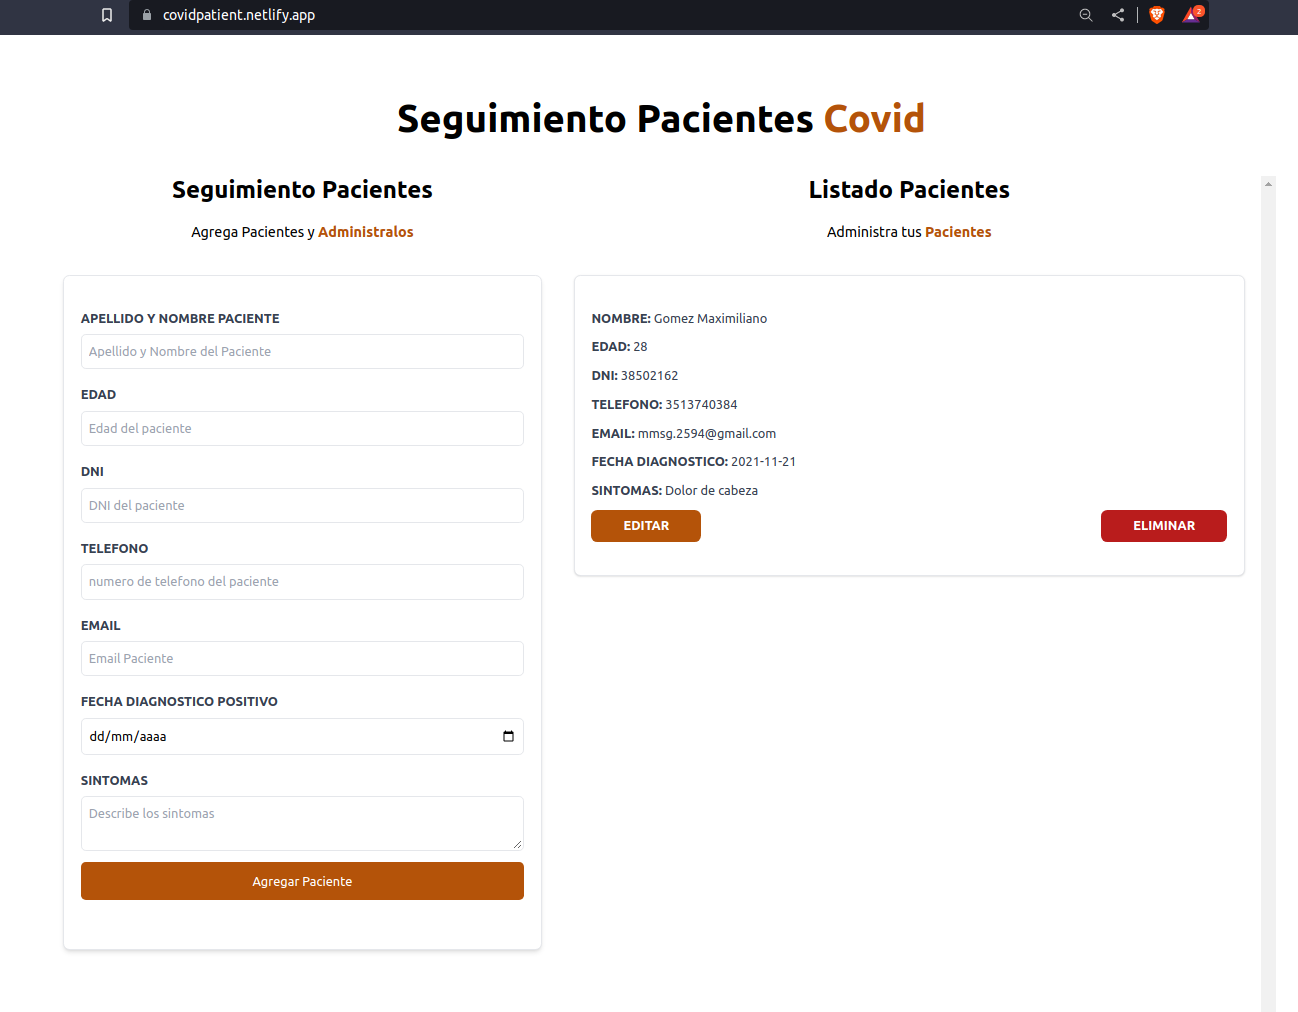 covidpatient.netlify.app
2
Seguimiento Pacientes Covid
Seguimiento Pacientes
Agrega Pacientes y Administralos
APELLIDO Y NOMBRE PACIENTE
Apellido y Nombre del Paciente
EDAD
Edad del paciente
DNI
DNI del paciente
TELEFONO
numero de telefono del paciente
EMAIL
Email Paciente
FECHA DIAGNOSTICO POSITIVO
dd/mm/aaaa
SINTOMAS
Describe los sintomas
Agregar Paciente
Listado Pacientes
Administra tus Pacientes
NOMBRE: Gomez Maximiliano
EDAD: 28
DNI: 38502162
TELEFONO: 3513740384
EMAIL: mmsg.2594@gmail.com
FECHA DIAGNOSTICO: 2021-11-21
SINTOMAS: Dolor de cabeza
EDITAR
ELIMINAR